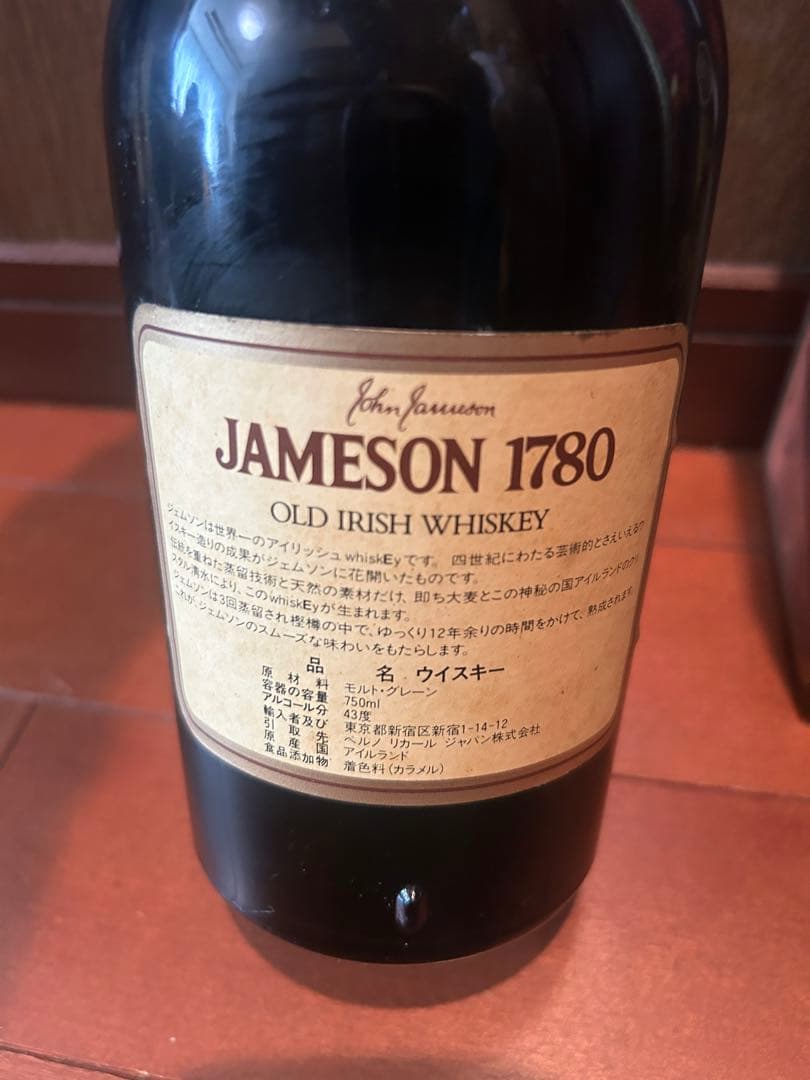 John Jameson
JAMESON 1780
OLD IRISH WHISKEY
ジェムソンは世界一のアイリッシュwhiskEyです。四世紀にわたる芸術的とさえいえるウ
イスキー造りの成果がジェムソンに花開いたものです。
伝統を重ねた蒸留技術と天然の素材だけ、即ち大麦とこの神秘の国アイルランドのクリ
スタル清水により、このwhiskEyが生まれます。
ジェムソンは3回蒸留され樫樽の中で、ゆっくり12年余りの時間をかけて、熟成されます。
これが、ジェムソンのスムーズな味わいをもたらします。
品 名 ウイスキー
原材料 モルト・グレーン
容器の容量 750ml
アルコール分 43度
輸入者及び 東京都新宿区新宿1-14-12
引取先 ペルノ リカール ジャパン株式会社
原産国 アイルランド
食品添加物 着色料(カラメル)